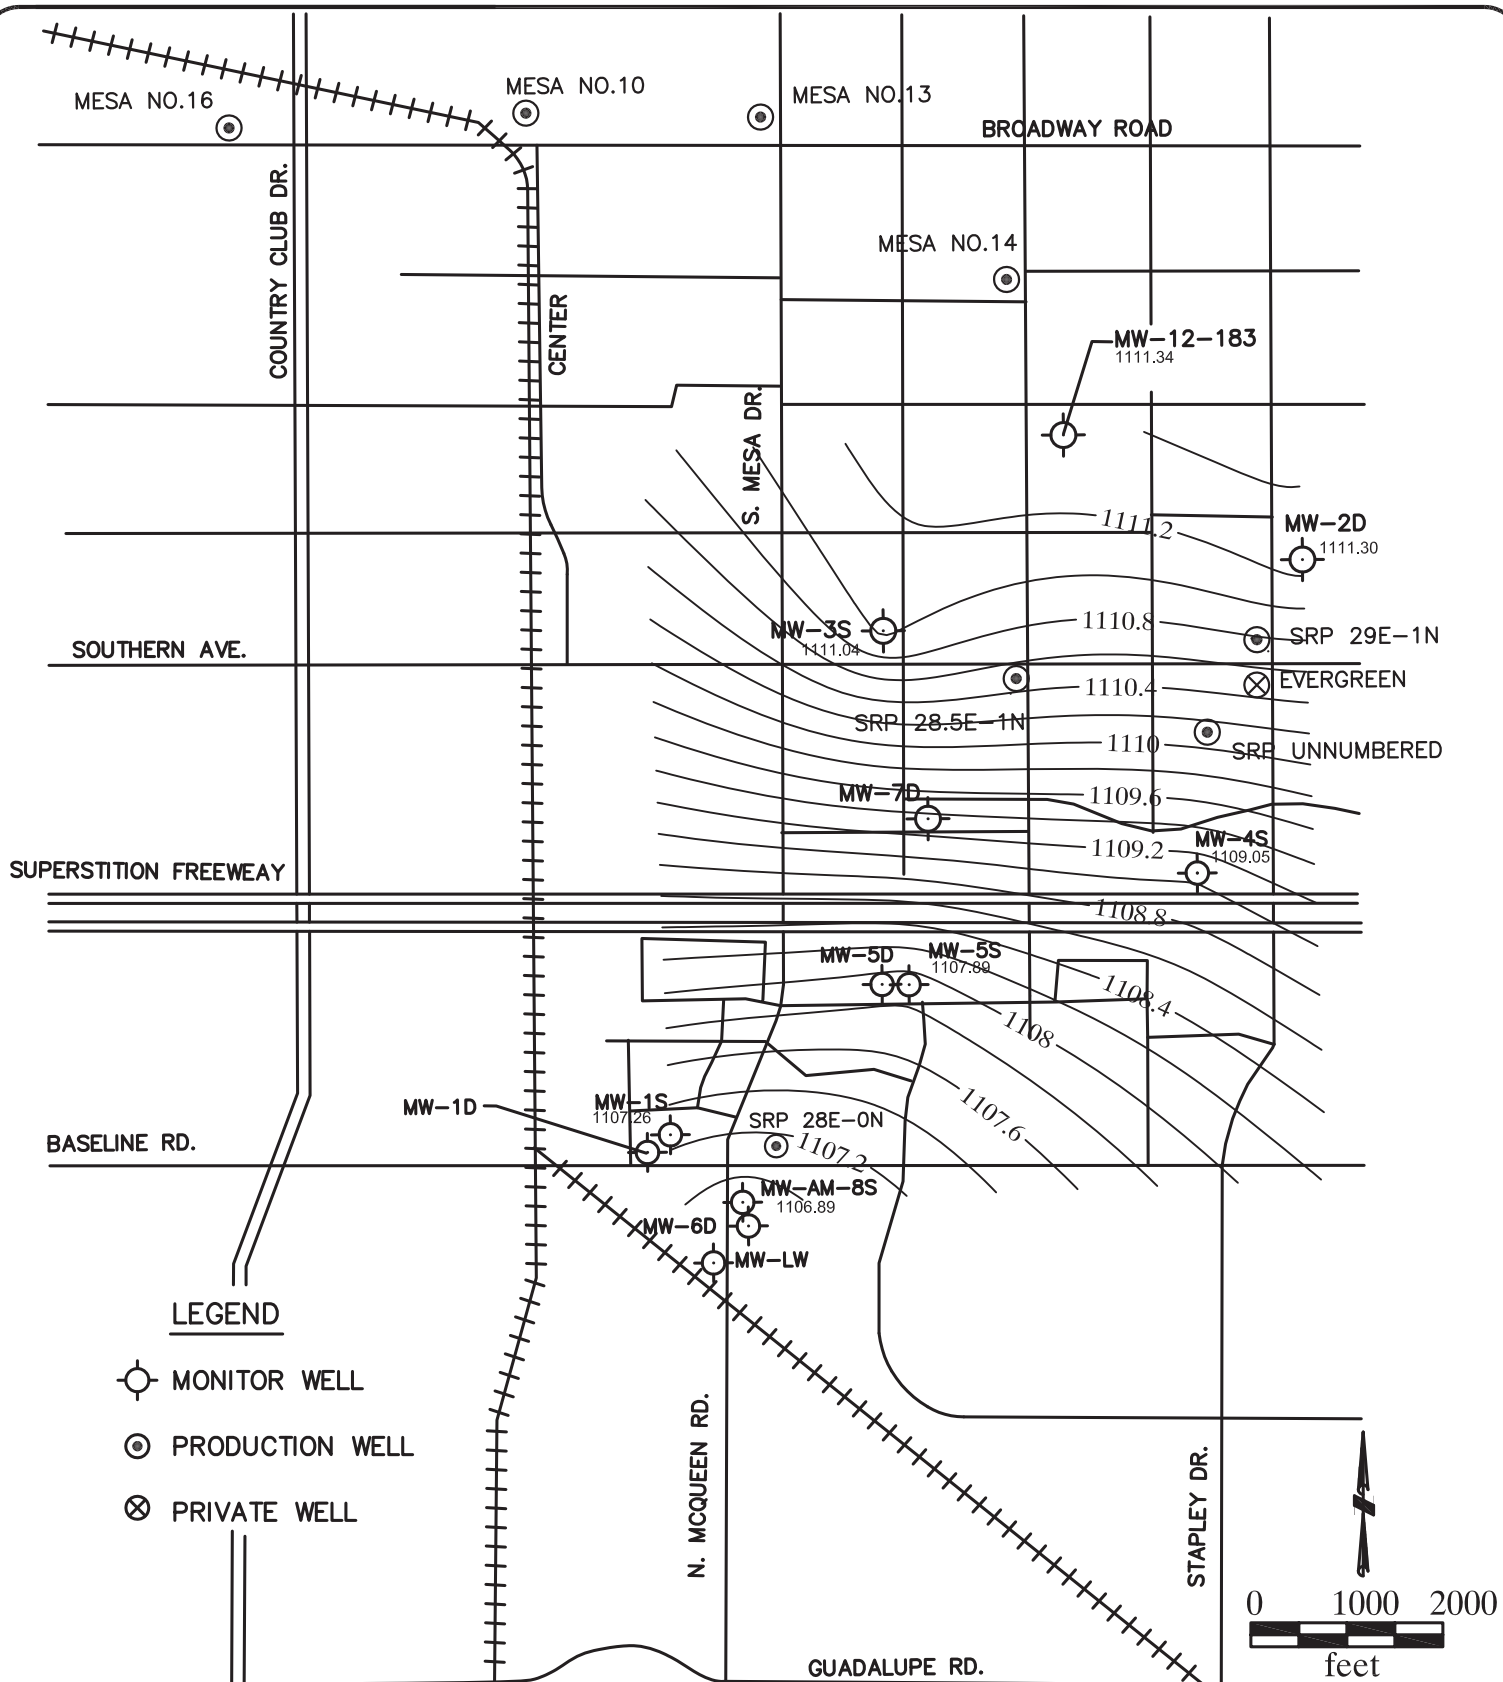 MESA NO.16
MESA NO.10
MESA NO.13
BROADWAY ROAD
COUNTRY CLUB DR.
MESA NO.14
CENTER
MW-12-183
1111.34
S. MESA DR.
1111.2
MW-2D
1111.30
MW-3S
1111.04
1110.8
SRP 29E-1N
SOUTHERN AVE.
1110.4
EVERGREEN
SRP 28.5E-1N
1110
SRP UNNUMBERED
MW-7D
1109.6
MW-4S
1109.05
1109.2
SUPERSTITION FREEWEAY
1108.8
MW-5D
MW-5S
1107.89
1108.4
1108
MW-1D
MW-1S
1107.26
1107.6
SRP 28E-0N
BASELINE RD.
1107.2
MW-AM-8S
1106.89
MW-6D
MW-LW
LEGEND
MONITOR WELL
PRODUCTION WELL
PRIVATE WELL
N. MCQUEEN RD.
STAPLEY DR.
0 1000 2000
feet
GUADALUPE RD.